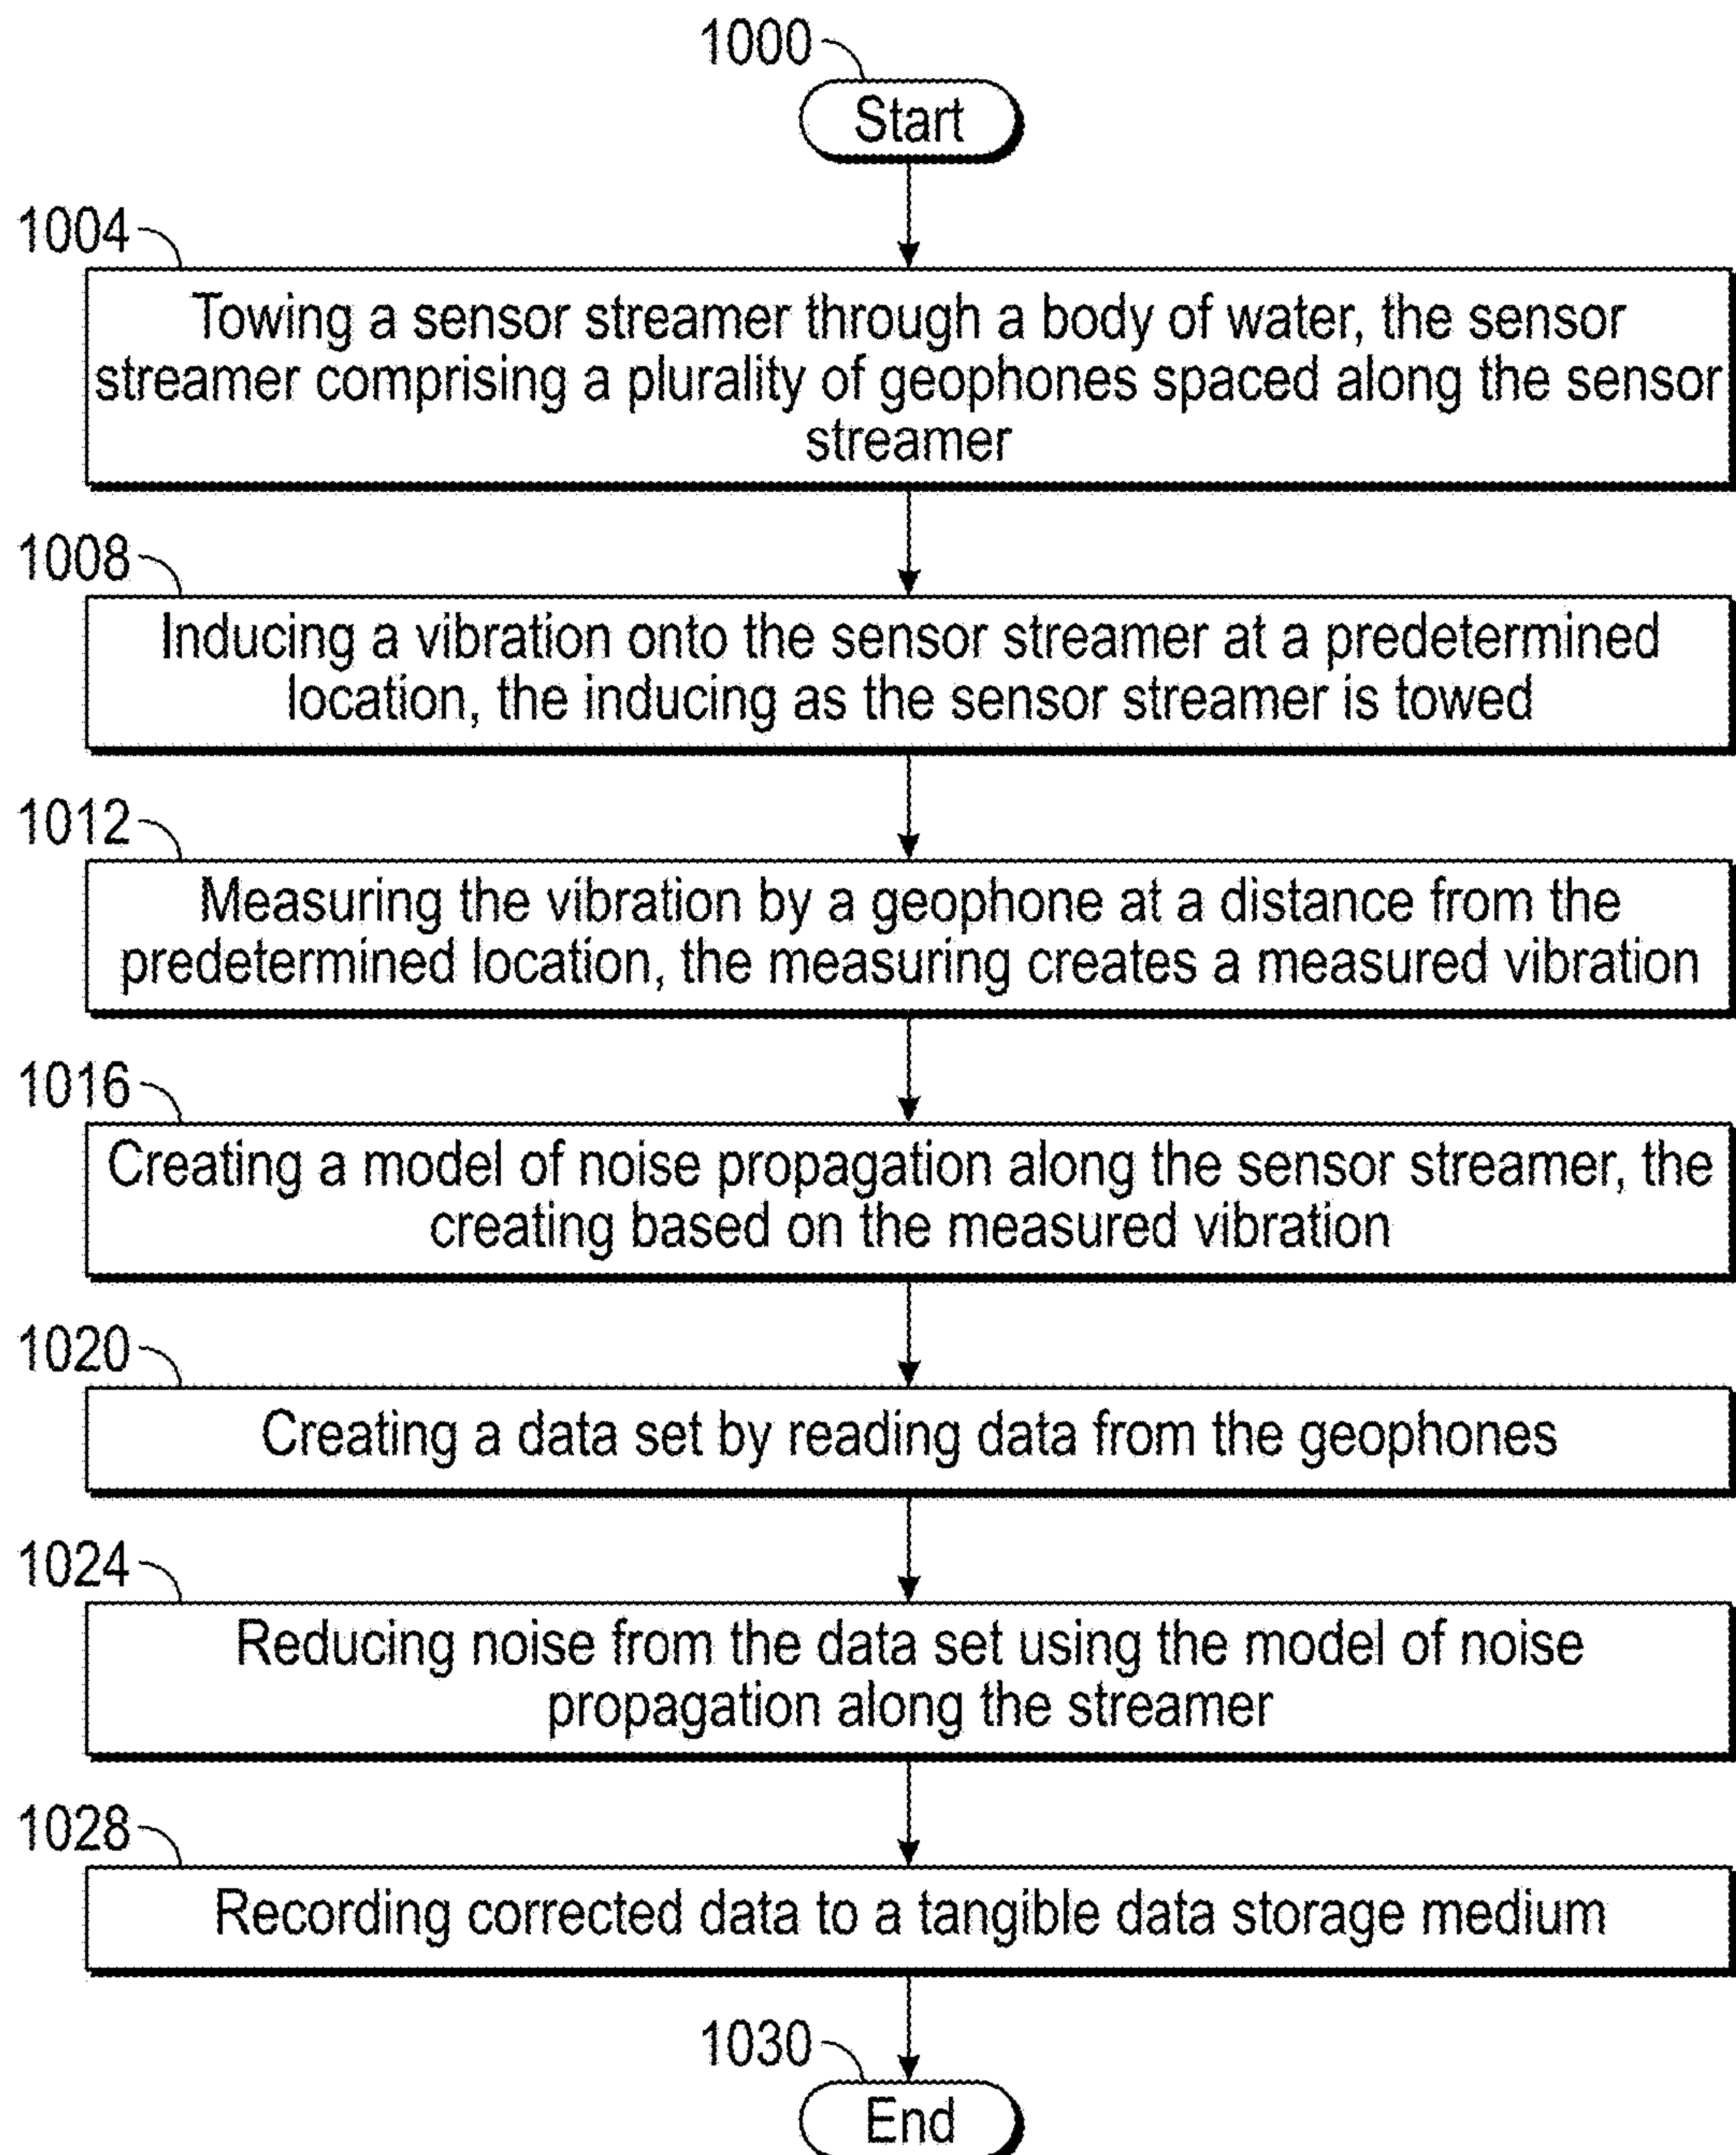 1000
Start
1004
Towing a sensor streamer through a body of water, the sensor
streamer comprising a plurality of geophones spaced along the sensor
streamer
1008
Inducing a vibration onto the sensor streamer at a predetermined
location, the inducing as the sensor streamer is towed
1012
Measuring the vibration by a geophone at a distance from the
predetermined location, the measuring creates a measured vibration
1016
Creating a model of noise propagation along the sensor streamer, the
creating based on the measured vibration
1020
Creating a data set by reading data from the geophones
1024
Reducing noise from the data set using the model of noise
propagation along the streamer
1028
Recording corrected data to a tangible data storage medium
1030
End